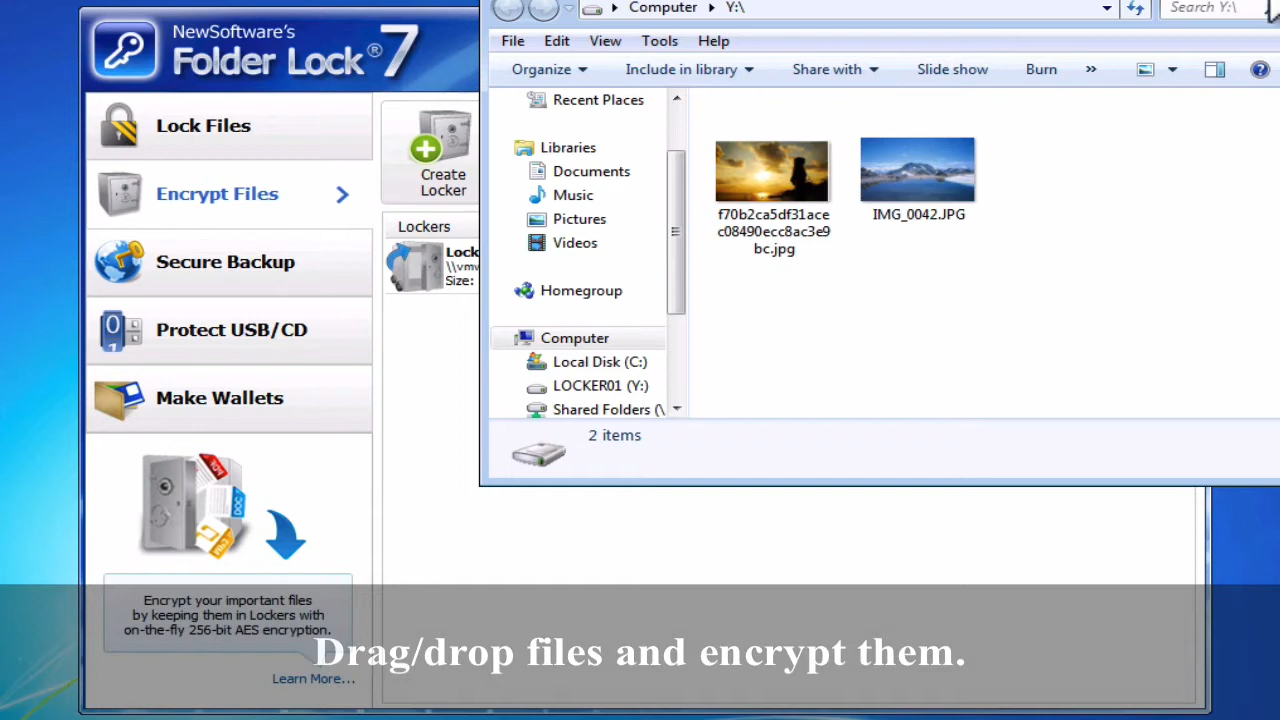 NewSoftware's
Folder Lock® 7
Lock Files
Encrypt Files
Secure Backup
Protect USB/CD
Make Wallets
Encrypt your important files
by keeping them in Lockers with
on-the-fly 256-bit AES encryption.
Learn More...
Create
Locker
Lockers
Lock
\\vmw
Size:
Computer Y:\
Search Y:\
File Edit View Tools Help
Organize Include in library Share with Slide show Burn »
Recent Places
Libraries
Documents
Music
Pictures
Videos
Homegroup
Computer
Local Disk (C:)
LOCKER01 (Y:)
Shared Folders (\
f70b2ca5df31ace
c08490ecc8ac3e9
bc.jpg
IMG_0042.JPG
2 items
Drag/drop files and encrypt them.